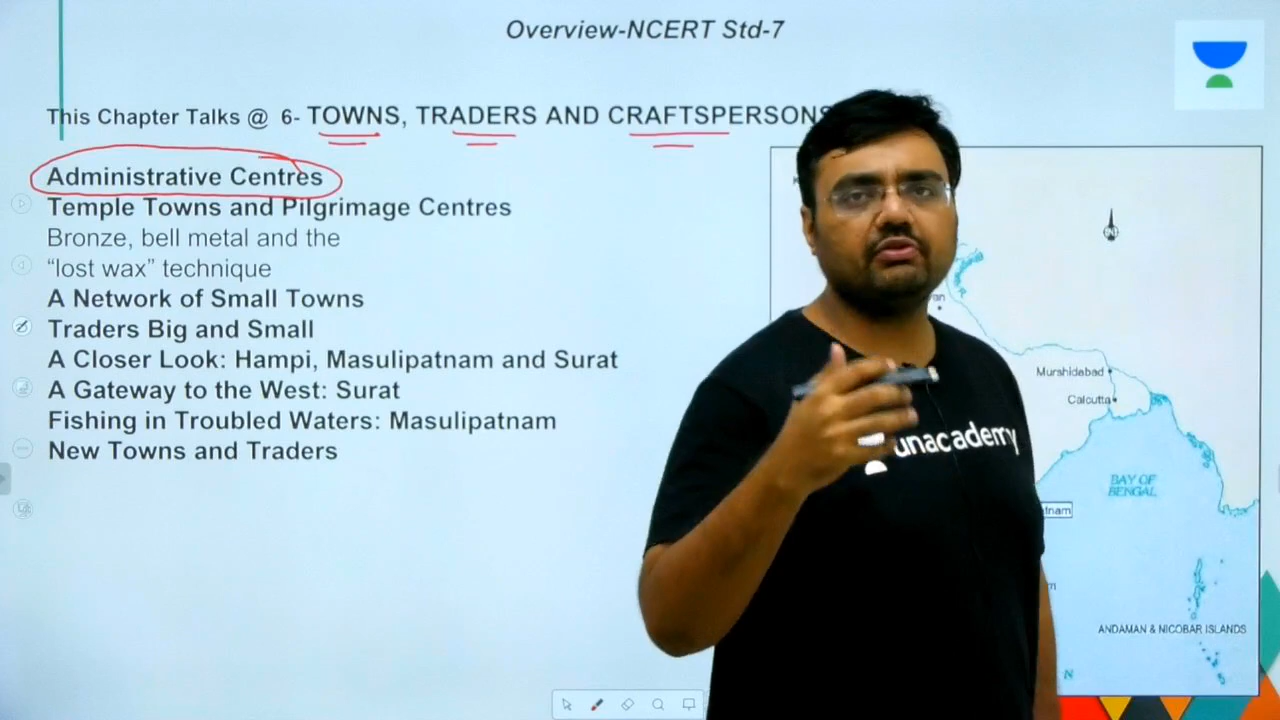 Overview-NCERT Std-7
This Chapter Talks @ 6- TOWNS, TRADERS AND CRAFTSPERSONS
Administrative Centres
Temple Towns and Pilgrimage Centres
Bronze, bell metal and the
“lost wax” technique
A Network of Small Towns
Traders Big and Small
A Closer Look: Hampi, Masulipatnam and Surat
A Gateway to the West: Surat
Fishing in Troubled Waters: Masulipatnam
New Towns and Traders
unacademy
Murshidabad
Calcutta
BAY OF
BENGAL
ANDAMAN & NICOBAR ISLANDS